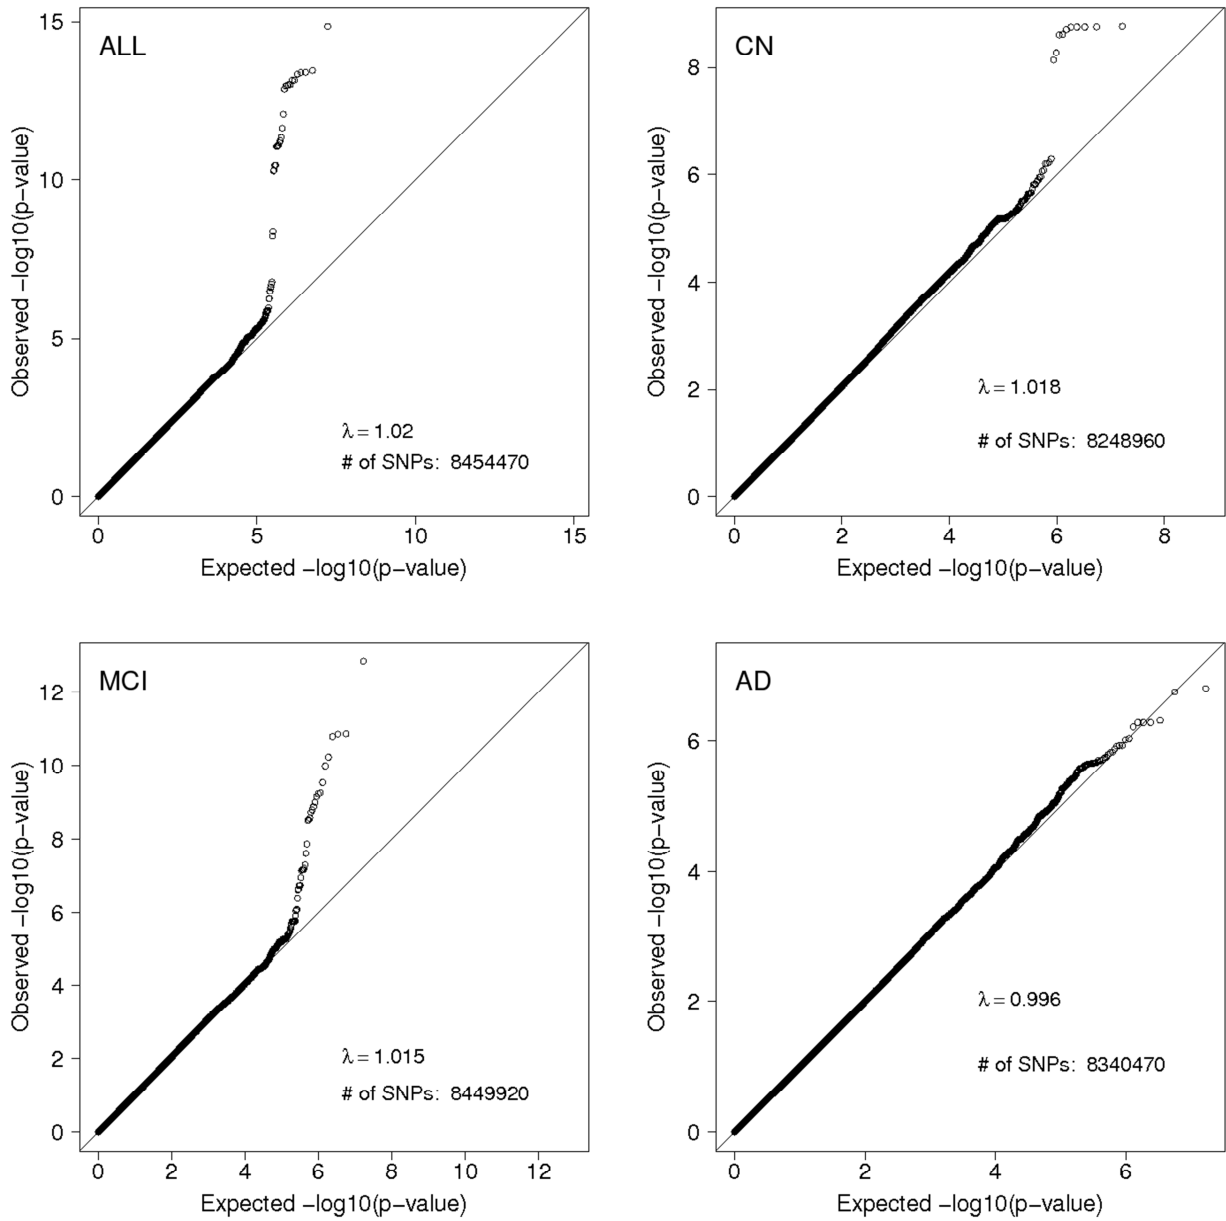 ALL
15
10
5
0
Observed −log10(p−value)
λ = 1.02
# of SNPs: 8454470
0 5 10 15
Expected −log10(p−value)
CN
8
6
4
2
0
Observed −log10(p−value)
λ = 1.018
# of SNPs: 8248960
0 2 4 6 8
Expected −log10(p−value)
MCI
12
10
8
6
4
2
0
Observed −log10(p−value)
λ = 1.015
# of SNPs: 8449920
0 2 4 6 8 10 12
Expected −log10(p−value)
AD
6
4
2
0
Observed −log10(p−value)
λ = 0.996
# of SNPs: 8340470
0 2 4 6
Expected −log10(p−value)